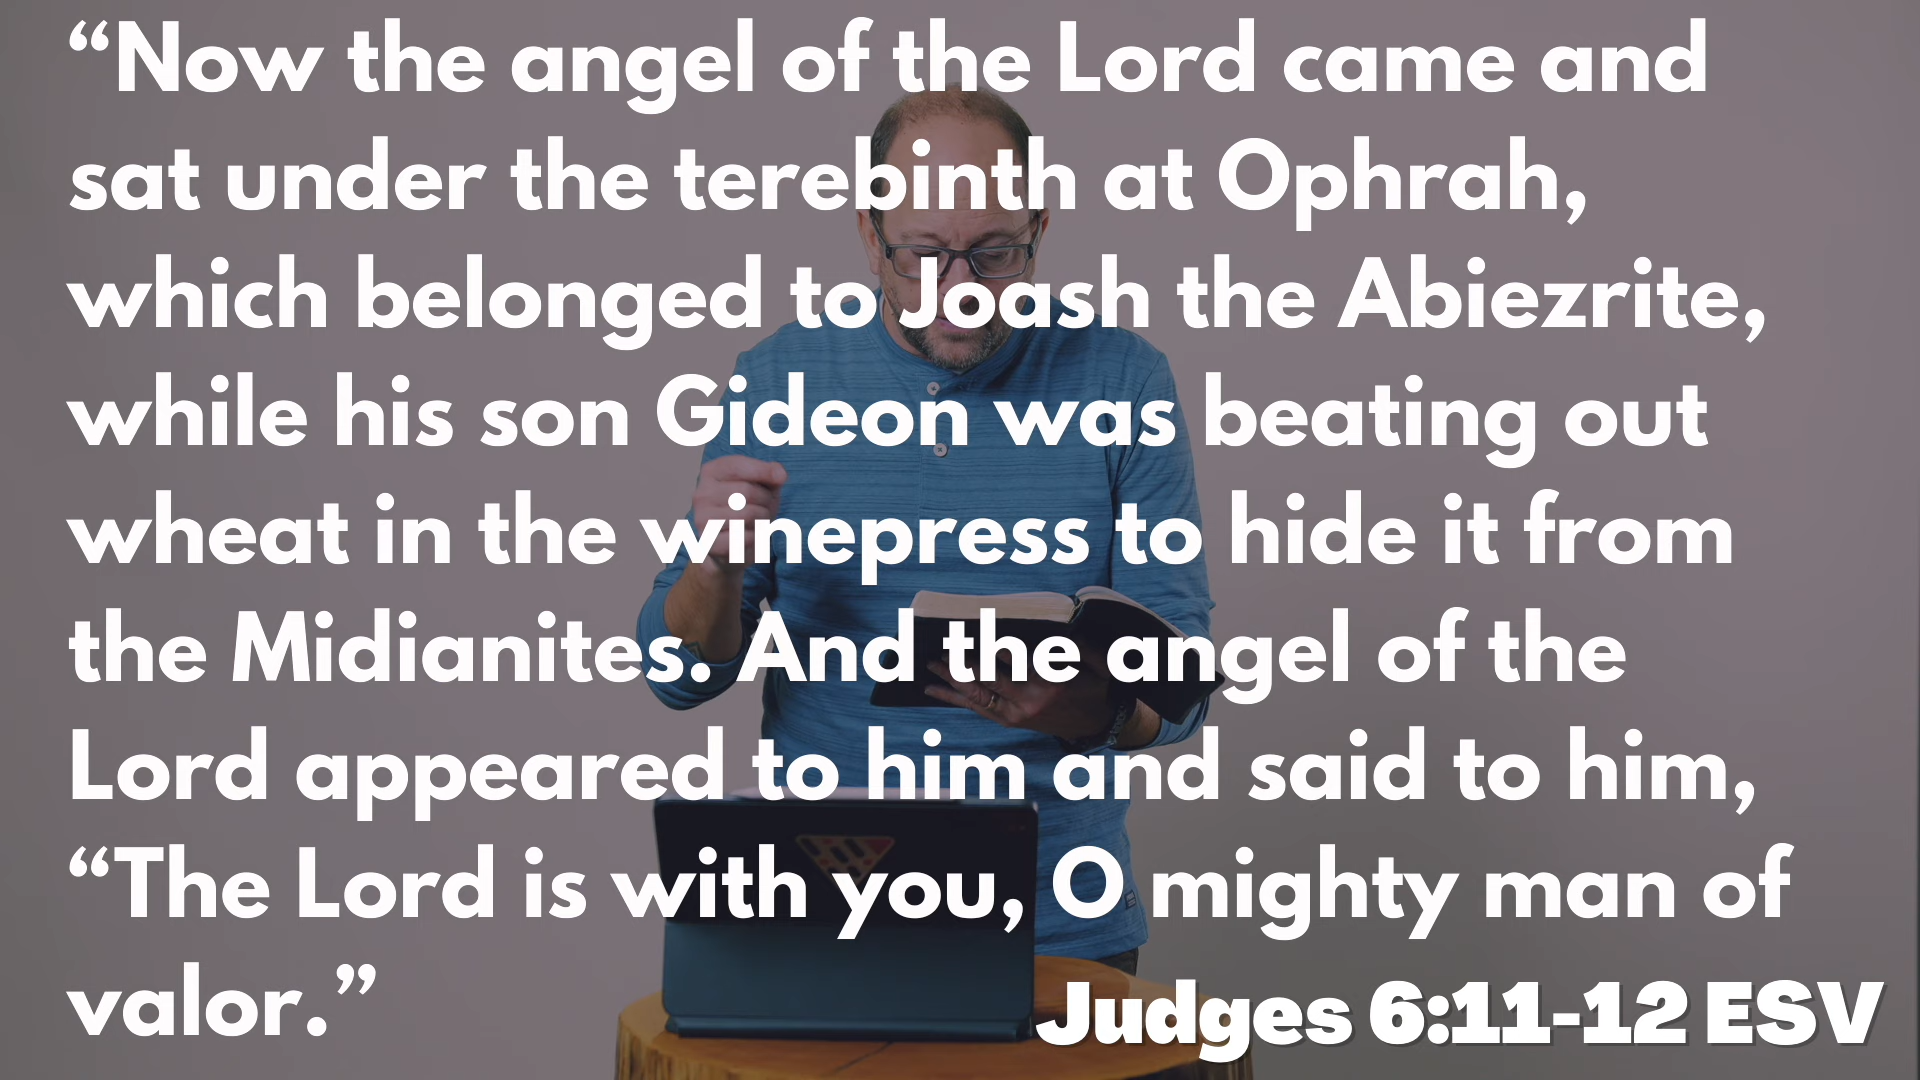 “Now the angel of the Lord came and
sat under the terebinth at Ophrah,
which belonged to Joash the Abiezrite,
while his son Gideon was beating out
wheat in the winepress to hide it from
the Midianites. And the angel of the
Lord appeared to him and said to him,
“The Lord is with you, O mighty man of
valor.”
Judges 6:11-12 ESV